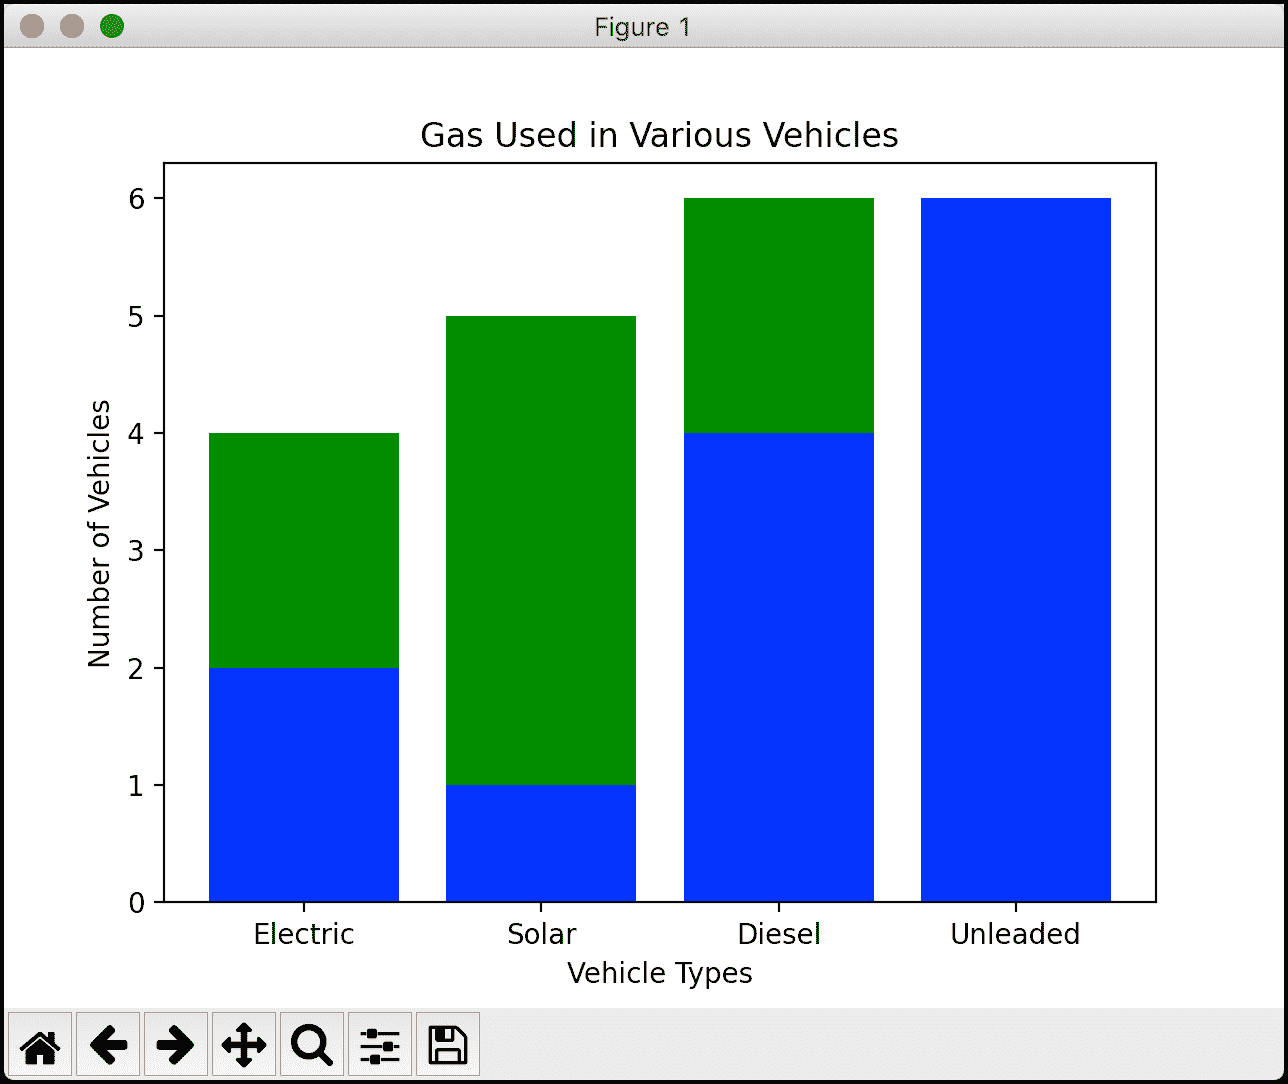 Figure 1
Gas Used in Various Vehicles
6
5
4
3
2
1
0
Number of Vehicles
Electric Solar Diesel Unleaded
Vehicle Types